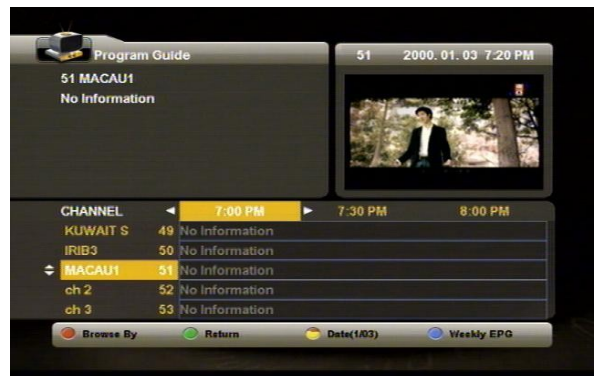 Program Guide
51 2000. 01. 03 7:20 PM
51 MACAU1
No Information
CHANNEL 7:00 PM 7:30 PM 8:00 PM
KUWAIT S 49 No Information
IRIB3 50 No Information
MACAU1 51 No Information
ch 2 52 No Information
ch 3 53 No Information
Browse By Return Date(1/03) Weekly EPG